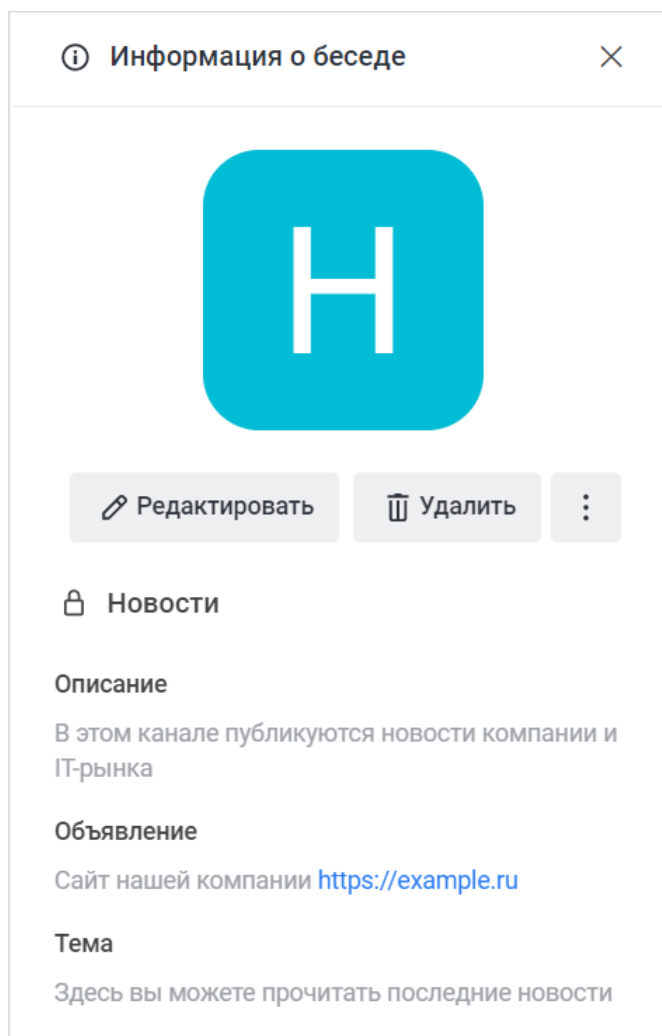 Информация о беседе
Н
Редактировать
Удалить
Новости
Описание
В этом канале публикуются новости компании и
IT-рынка
Объявление
Сайт нашей компании https://example.ru
Тема
Здесь вы можете прочитать последние новости